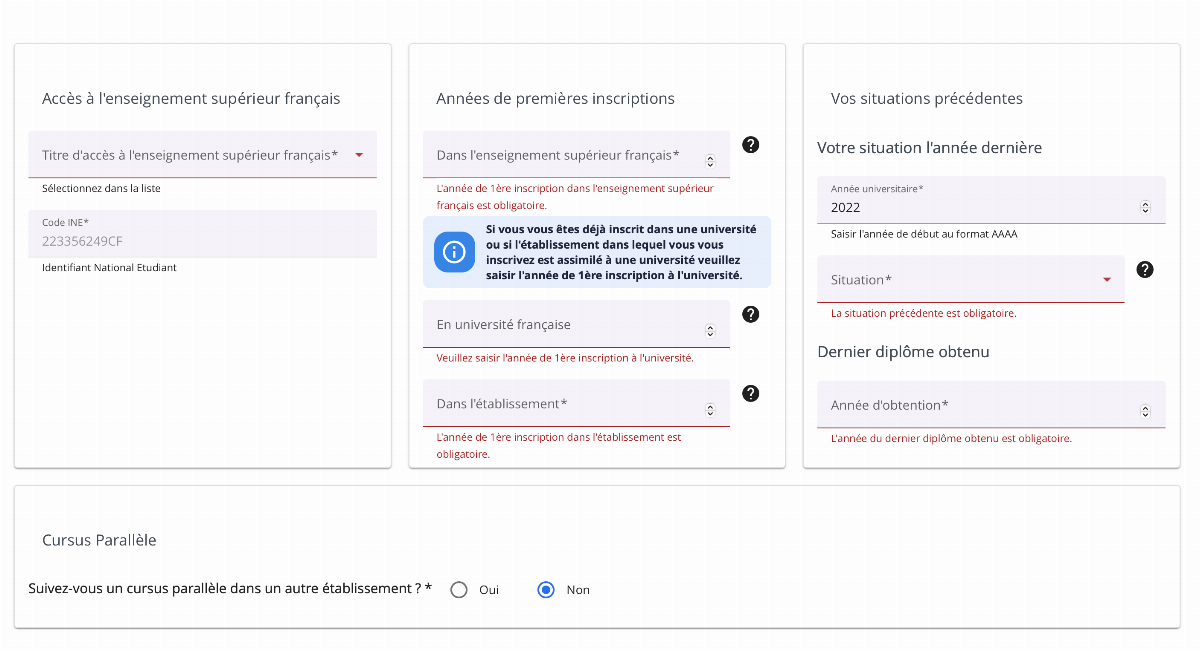 Accès à l'enseignement supérieur français
Titre d'accès à l'enseignement supérieur français*
Sélectionnez dans la liste
Code INE*
223356249CF
Identifiant National Etudiant
Années de premières inscriptions
Dans l'enseignement supérieur français*
L'année de 1ère inscription dans l'enseignement supérieur
français est obligatoire.
Si vous vous êtes déjà inscrit dans une université
ou si l'établissement dans lequel vous vous
inscrivez est assimilé à une université veuillez
saisir l'année de 1ère inscription à l'université.
En université française
Veuillez saisir l'année de 1ère inscription à l'université.
Dans l'établissement*
L'année de 1ère inscription dans l'établissement est
obligatoire.
Vos situations précédentes
Votre situation l'année dernière
Année universitaire*
2022
Saisir l'année de début au format AAAA
Situation*
La situation précédente est obligatoire.
Dernier diplôme obtenu
Année d'obtention*
L'année du dernier diplôme obtenu est obligatoire.
Cursus Parallèle
Suivez-vous un cursus parallèle dans un autre établissement ? * Oui Non